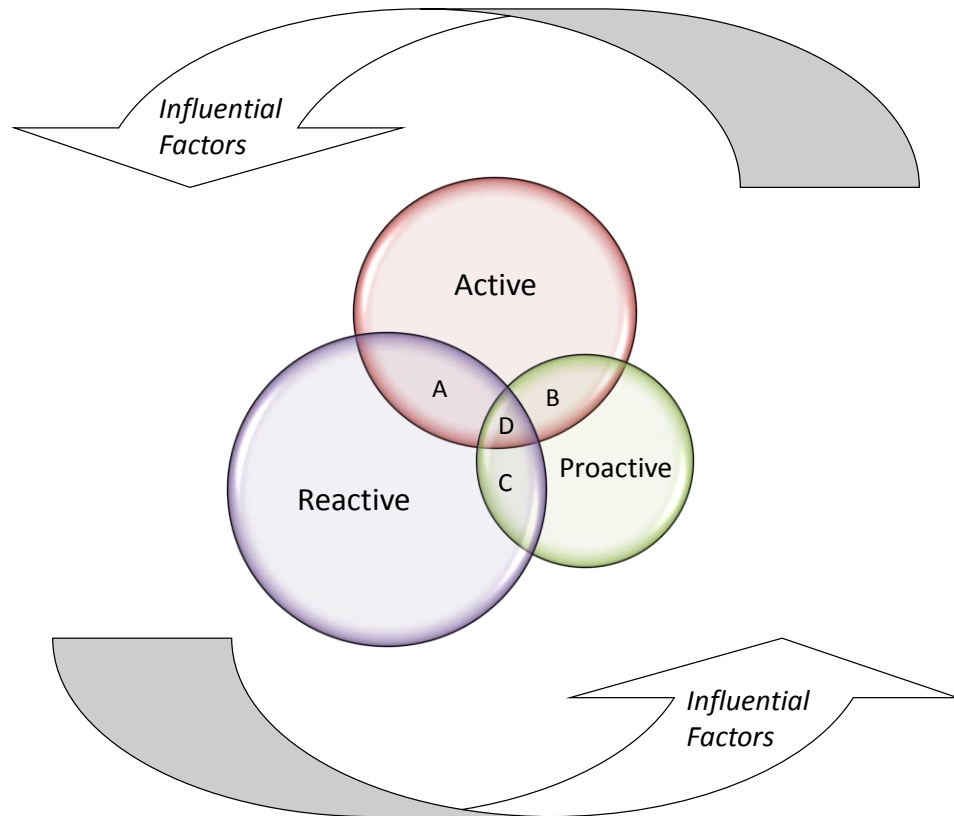 Influential
Factors
Active
A
B
D
Proactive
C
Reactive
Influential
Factors